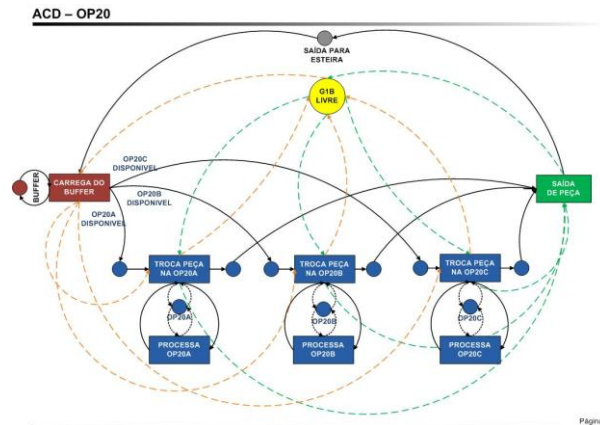 ACD – OP20
SAÍDA PARA
ESTEIRA
G1B
LIVRE
OP20C
DISPONIVEL
BUFFER
CARREGA DO
BUFFER
OP20B
DISPONIVEL
SAÍDA
DE PEÇA
OP20A
DISPONIVEL
TROCA PEÇA
NA OP20A
TROCA PEÇA
NA OP20B
TROCA PEÇA
NA OP20C
OP20A
OP20B
OP20C
PROCESSA
OP20A
PROCESSA
OP20B
PROCESSA
OP20C
Página